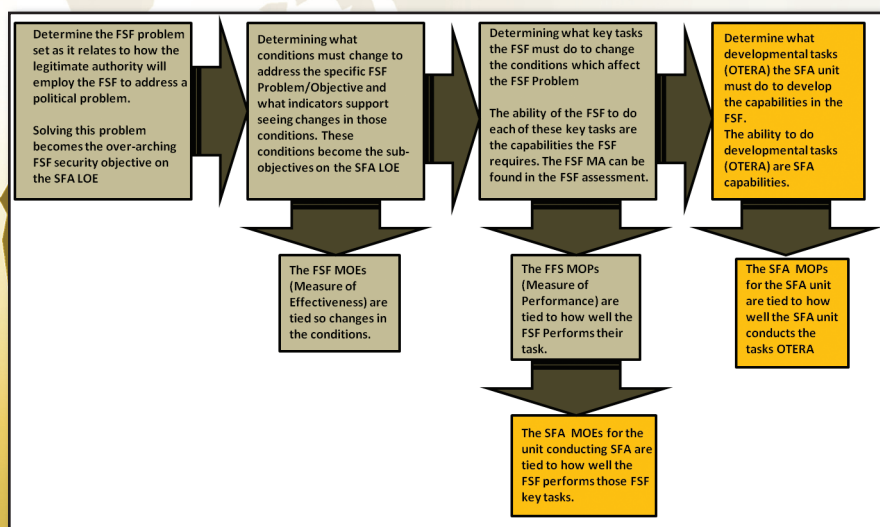 Determine the FSF problem
set as it relates to how the
legitimate authority will
employ the FSF to address a
political problem.
Solving this problem
becomes the over-arching
FSF security objective on
the SFA LOE
Determining what
conditions must change to
address the specific FSF
Problem/Objective and
what indicators support
seeing changes in those
conditions. These
conditions become the sub-
objectives on the SFA LOE
Determining what key tasks
the FSF must do to change
the conditions which affect
the FSF Problem
The ability of the FSF to do
each of these key tasks are
the capabilities the FSF
requires. The FSF MA can be
found in the FSF assessment.
Determine what
developmental tasks
(OTERA) the SFA unit
must do to develop
the capabilities in the
FSF.
The ability to do
developmental tasks
(OTERA) are SFA
capabilities.
The FSF MOEs
(Measure of
Effectiveness) are
tied so changes in
the conditions.
The FFS MOPs
(Measure of
Performance) are
tied to how well the
FSF Performs their
task.
The SFA MOPs
for the SFA unit
are tied to how
well the SFA unit
conducts the
tasks OTERA
The SFA MOEs for the
unit conducting SFA are
tied to how well the
FSF performs those FSF
key tasks.